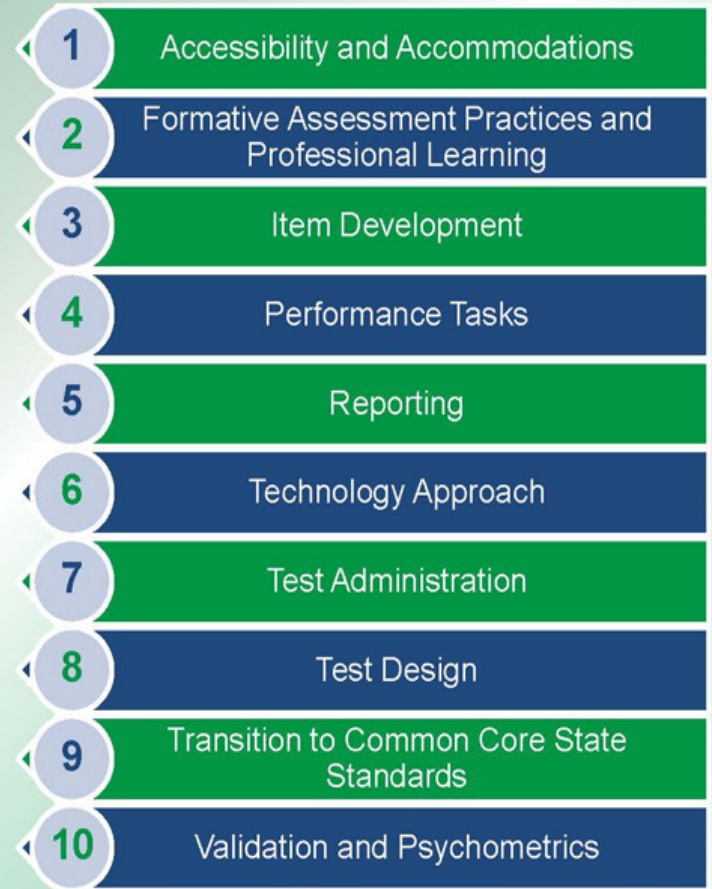 1 Accessibility and Accommodations
2 Formative Assessment Practices and
Professional Learning
3 Item Development
4 Performance Tasks
5 Reporting
6 Technology Approach
7 Test Administration
8 Test Design
9 Transition to Common Core State
Standards
10 Validation and Psychometrics